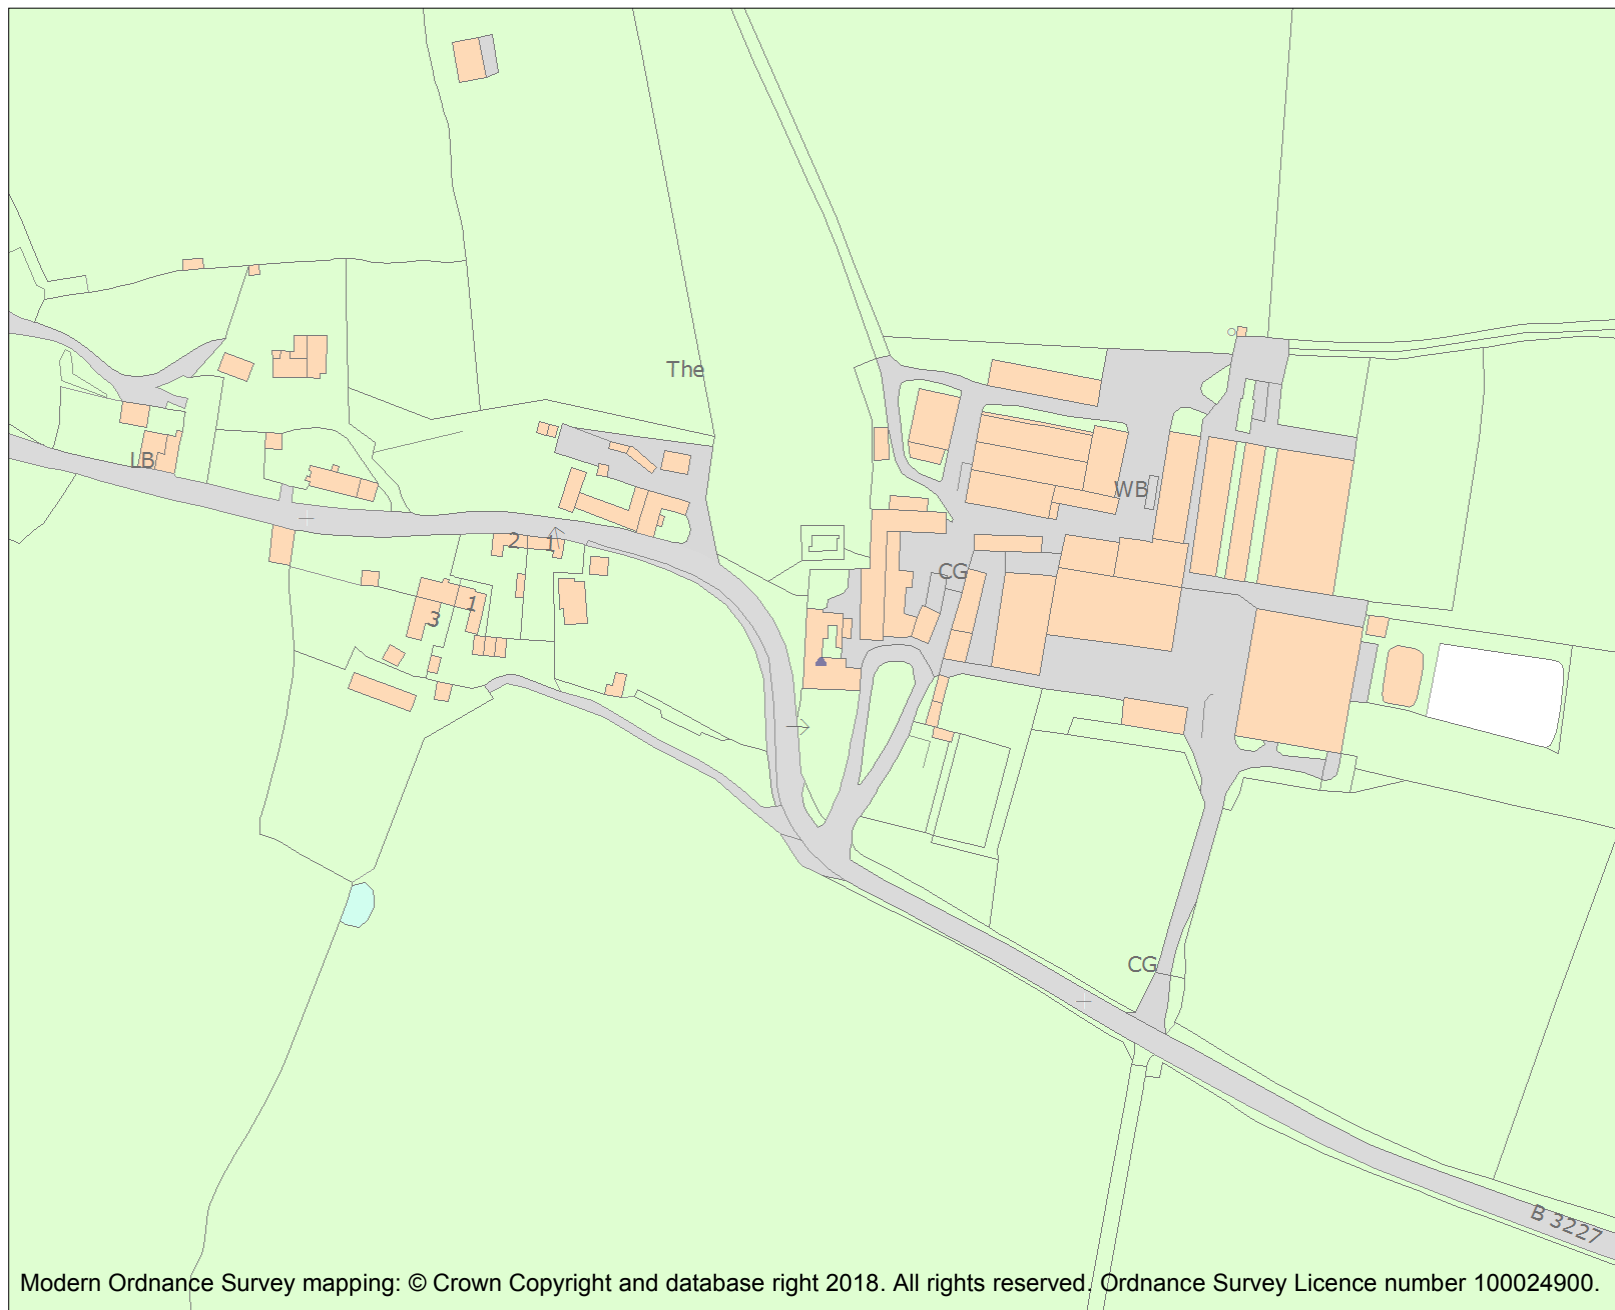 The
LB
WB
2
1
CG
1
3
CG
B 3227
Modern Ordnance Survey mapping: © Crown Copyright and database right 2018. All rights reserved. Ordnance Survey Licence number 100024900.